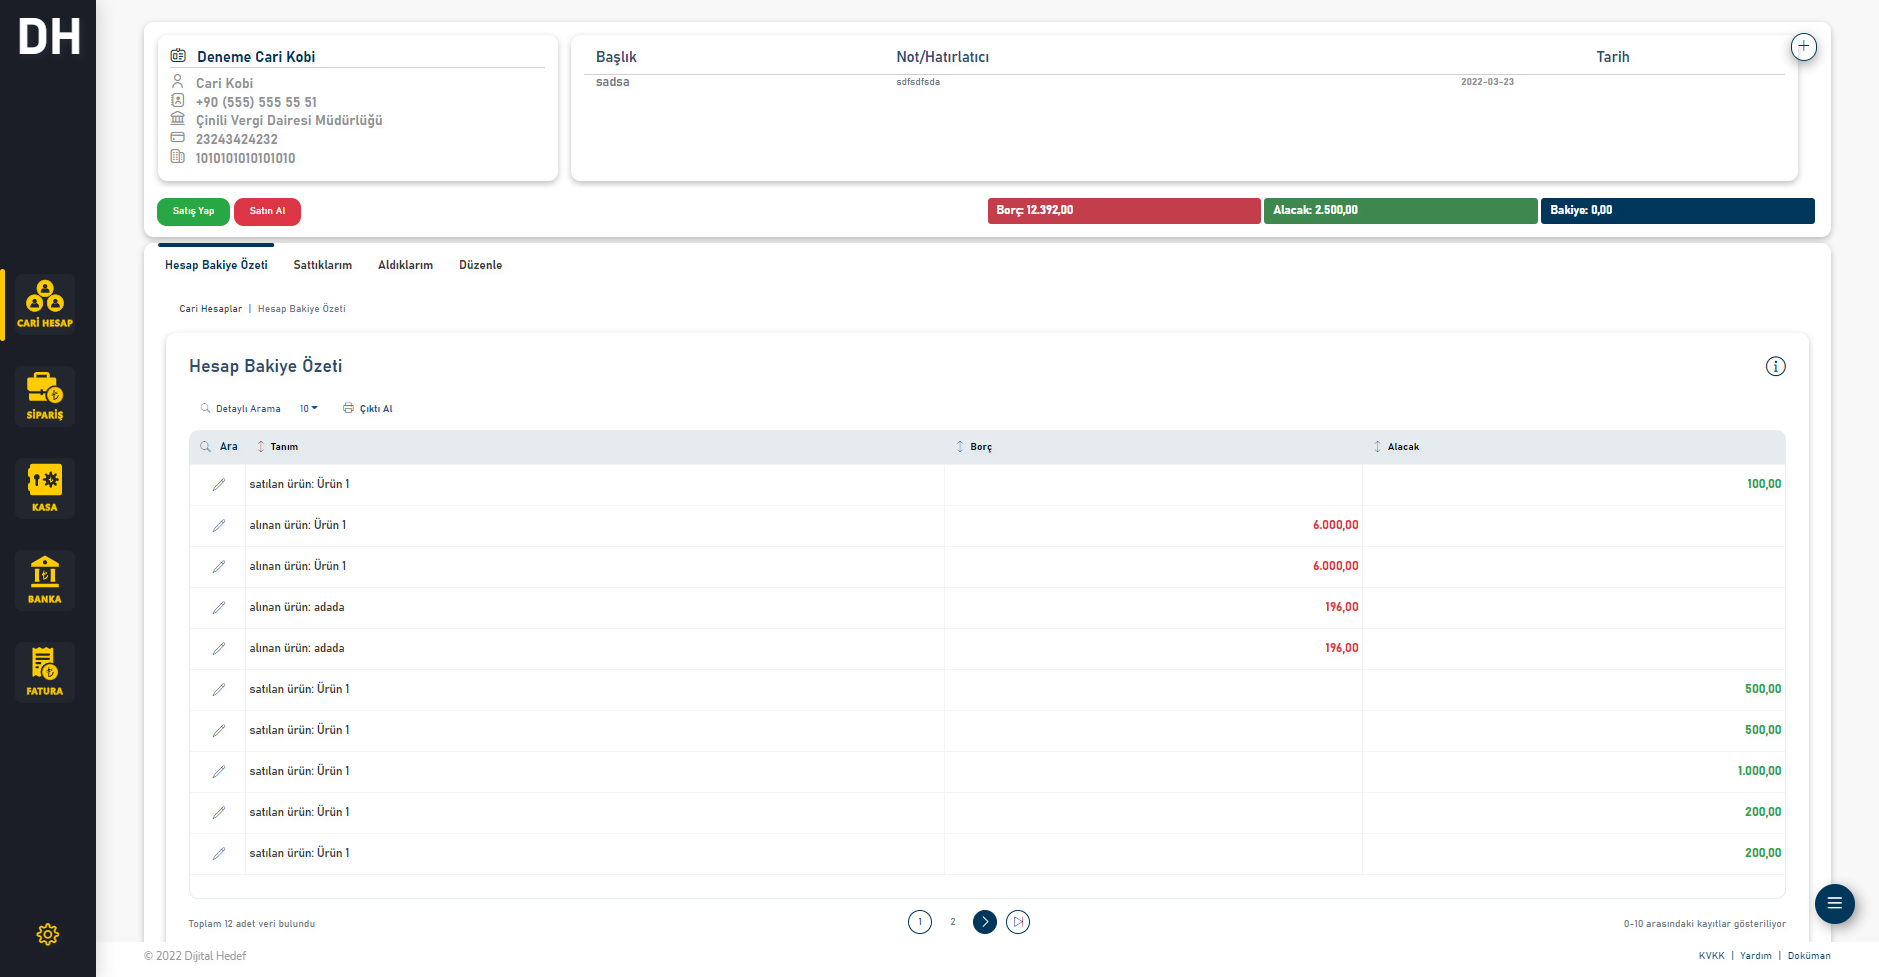 DH
Deneme Cari Kobi
Cari Kobi
+90 (555) 555 55 51
Çinili Vergi Dairesi Müdürlüğü
23243424232
1010101010101010
Başlık Not/Hatırlatıcı Tarih
sadsa sdfsdfsda 2022-03-23
Satış Yap Satın Al
Borç: 12.392,00 Alacak: 2.500,00 Bakiye: 0,00
Hesap Bakiye Özeti Sattıklarım Aldıklarım Düzenle
Cari Hesaplar | Hesap Bakiye Özeti
CARİ HESAP
SİPARİŞ
KASA
BANKA
FATURA
Hesap Bakiye Özeti
Detaylı Arama 10 Çıktı Al
Ara Tanım Borç Alacak
satılan ürün: Ürün 1 100,00
alınan ürün: Ürün 1 6.000,00
alınan ürün: Ürün 1 6.000,00
alınan ürün: adada 196,00
alınan ürün: adada 196,00
satılan ürün: Ürün 1 500,00
satılan ürün: Ürün 1 500,00
satılan ürün: Ürün 1 1.000,00
satılan ürün: Ürün 1 200,00
satılan ürün: Ürün 1 200,00
Toplam 12 adet veri bulundu 1 2 0-10 arasındaki kayıtlar gösteriliyor
© 2022 Dijital Hedef KVKK | Yardım | Doküman